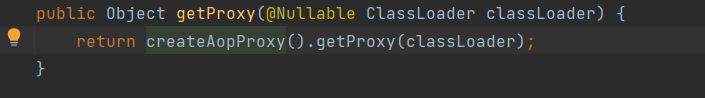 public Object getProxy(@Nullable ClassLoader classLoader) {
    return createAopProxy().getProxy(classLoader);
}